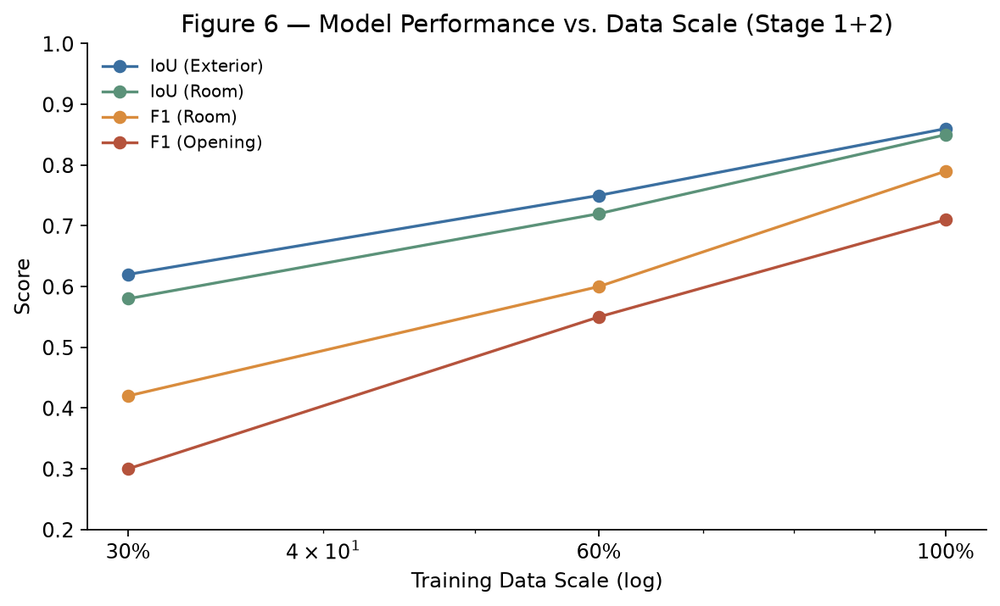 Figure 6 — Model Performance vs. Data Scale (Stage 1+2)
1.0
0.9
0.8
0.7
0.6
0.5
0.4
0.3
0.2
Score
IoU (Exterior)
IoU (Room)
F1 (Room)
F1 (Opening)
30%
4 × 10¹
60%
100%
Training Data Scale (log)